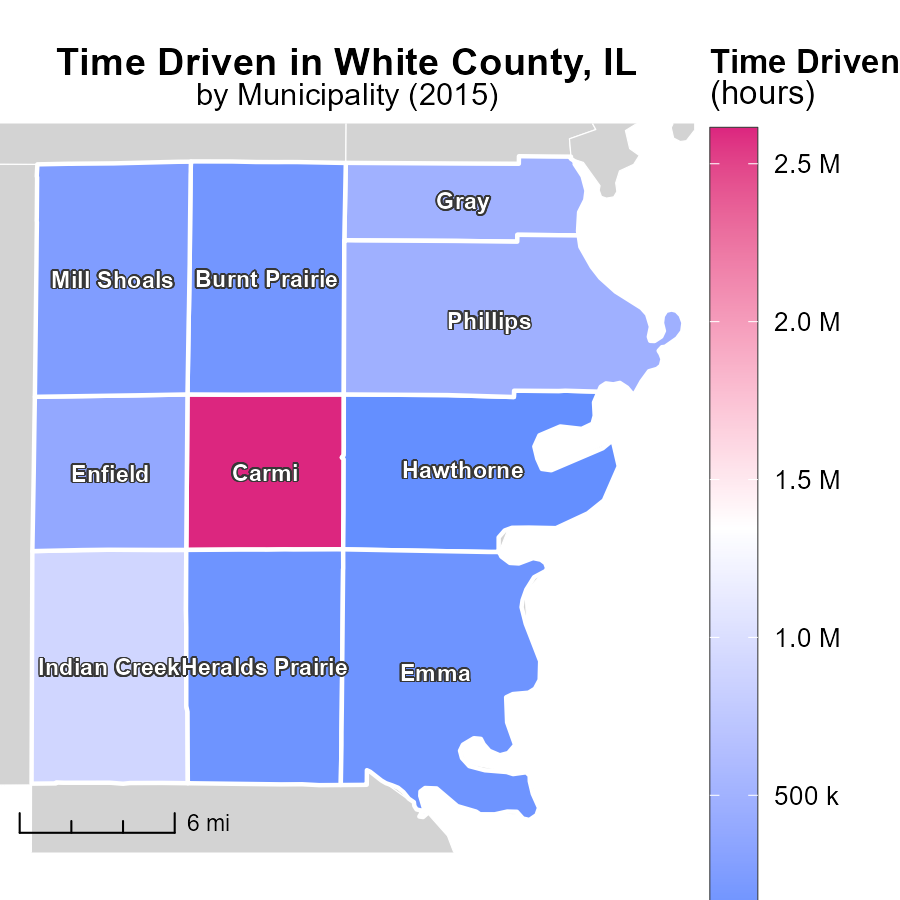 Time Driven in White County, IL
by Municipality (2015)
Time Driven
(hours)
2.5 M
2.0 M
1.5 M
1.0 M
500 k
Gray
Mill Shoals
Burnt Prairie
Phillips
Enfield
Carmi
Hawthorne
Indian Creek
Heralds Prairie
Emma
6 mi